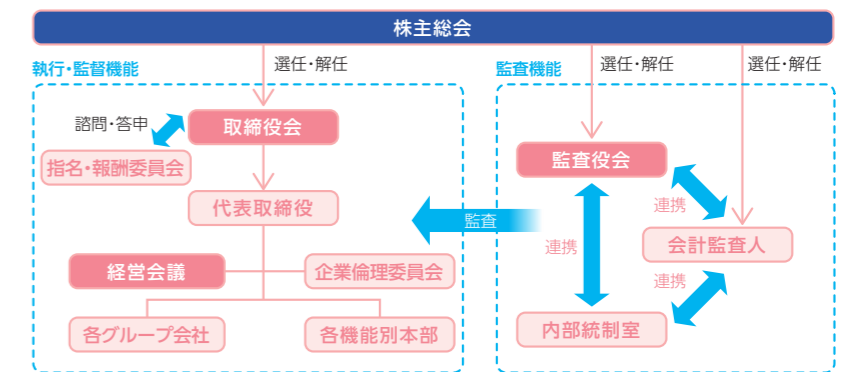 株主総会
執行・監督機能
選任・解任
監査機能
選任・解任
選任・解任
諮問・答申
取締役会
指名・報酬委員会
監査役会
代表取締役
連携
監査
連携
会計監査人
経営会議
企業倫理委員会
連携
各グループ会社
各機能別本部
内部統制室